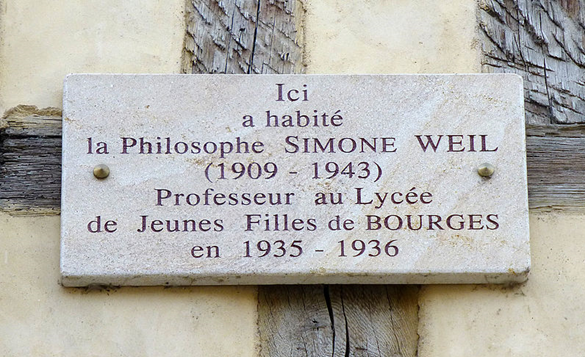 Ici
a habité
la Philosophe SIMONE WEIL
(1909 - 1943)
Professeur au Lycée
de Jeunes Filles de BOURGES
en 1935 - 1936